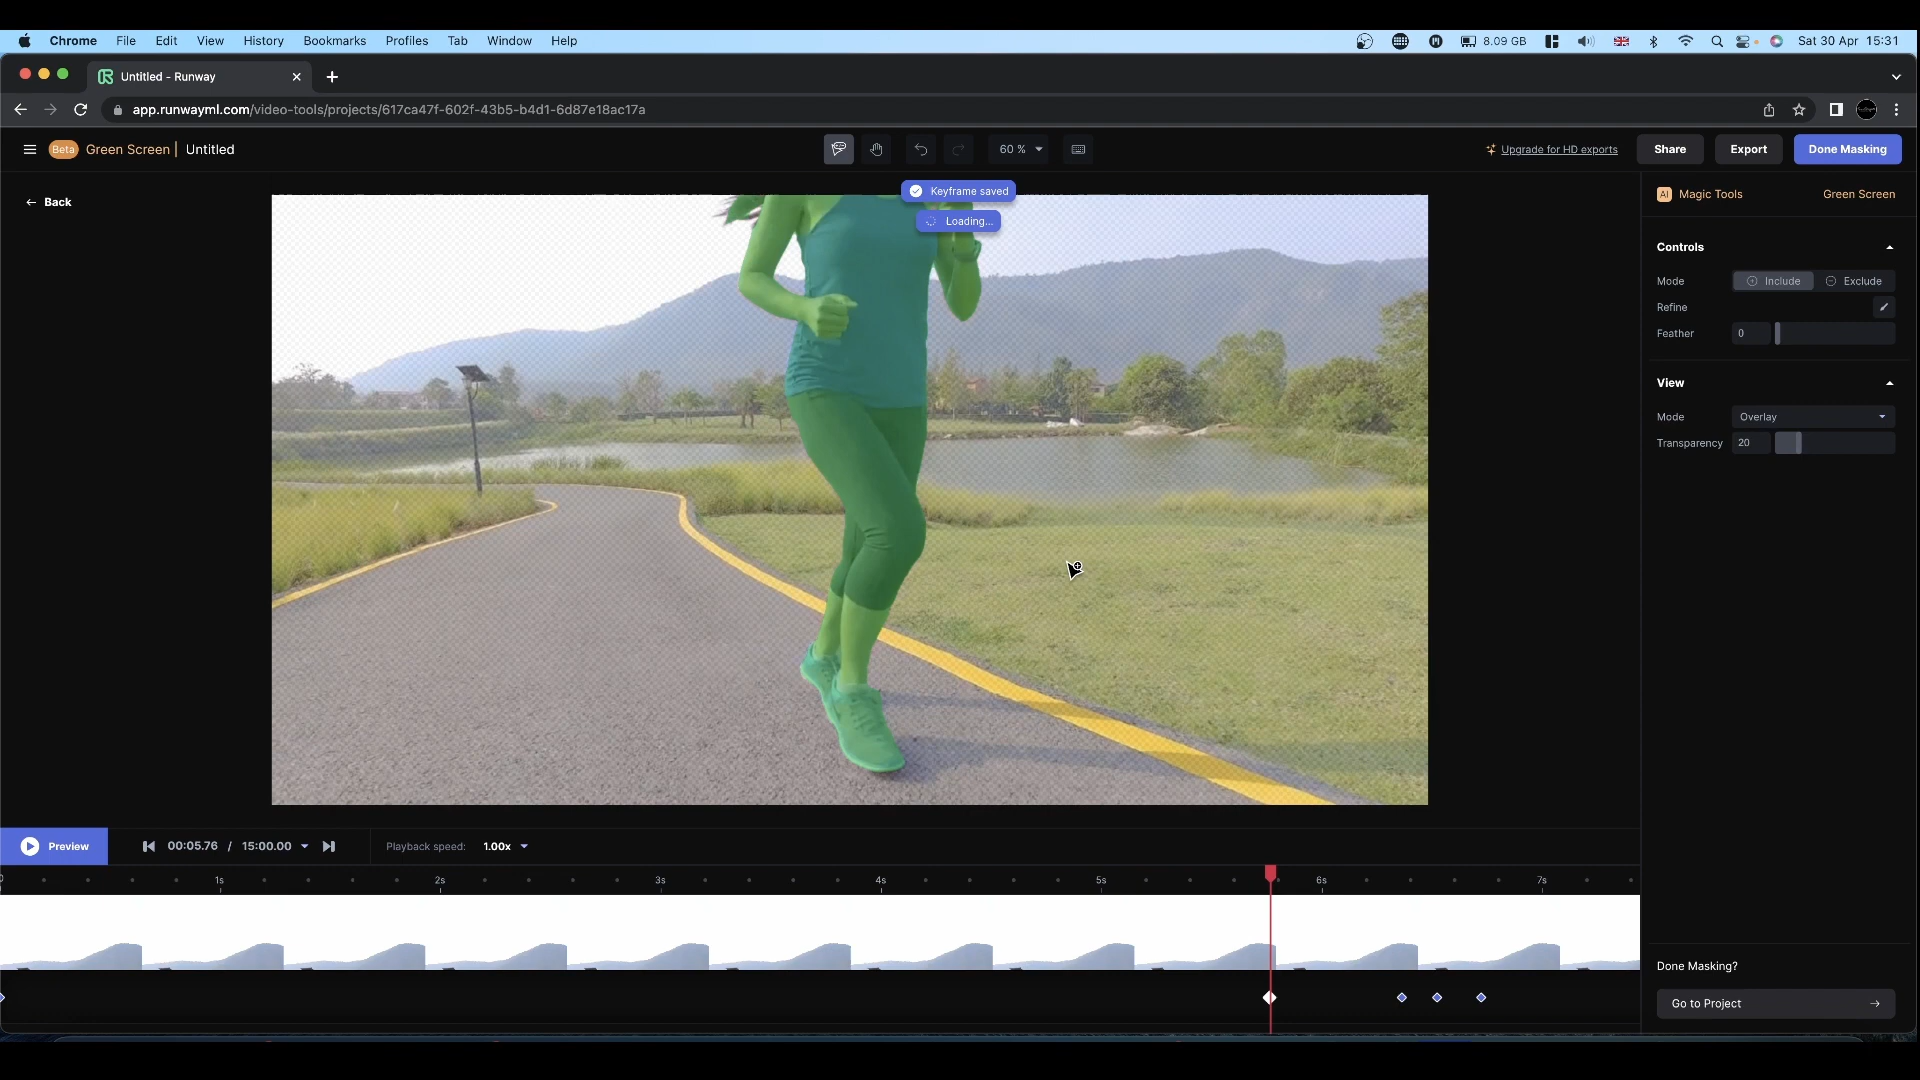 Chrome File Edit View History Bookmarks Profiles Tab Window Help 8.09 GB Sat 30 Apr 15:31
Untitled - Runway
app.runwayml.com/video-tools/projects/617ca47f-602f-43b5-b4d1-6d87e18ac17a
Beta Green Screen | Untitled 60 % Upgrade for HD exports Share Export Done Masking
Back
Keyframe saved
Loading...
AI Magic Tools Green Screen
Controls
Mode Include Exclude
Refine
Feather 0
View
Mode Overlay
Transparency 20
Preview 00:05.76 / 15:00.00 Playback speed: 1.00x
1s 2s 3s 4s 5s 6s 7s
Done Masking?
Go to Project